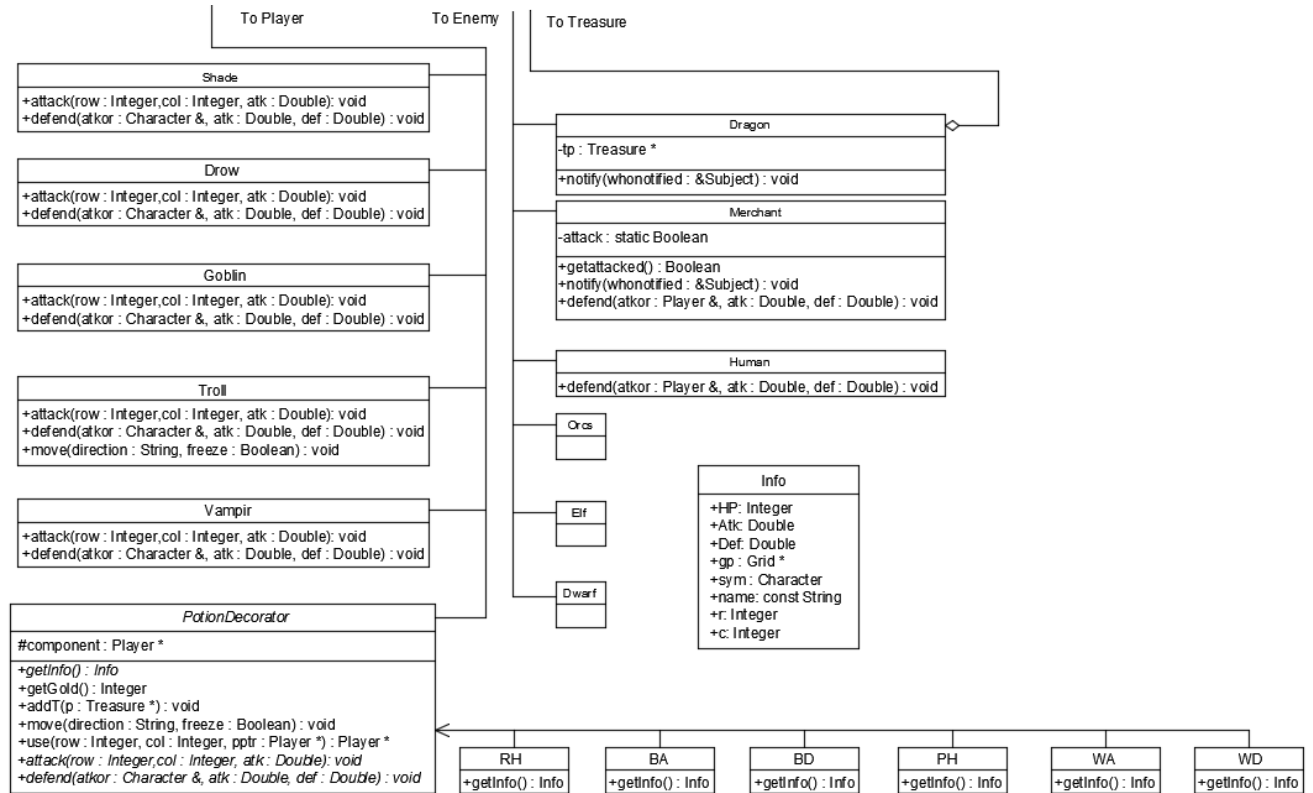 To Player
To Enemy
To Treasure
Shade
+attack(row : Integer,col : Integer, atk : Double): void
+defend(atkor : Character &, atk : Double, def : Double) : void
Drow
+attack(row : Integer,col : Integer, atk : Double): void
+defend(atkor : Character &, atk : Double, def : Double) : void
Goblin
+attack(row : Integer,col : Integer, atk : Double): void
+defend(atkor : Character &, atk : Double, def : Double) : void
Troll
+attack(row : Integer,col : Integer, atk : Double): void
+defend(atkor : Character &, atk : Double, def : Double) : void
+move(direction : String, freeze : Boolean) : void
Vampir
+attack(row : Integer,col : Integer, atk : Double): void
+defend(atkor : Character &, atk : Double, def : Double) : void
PotionDecorator
#component : Player *
+getInfo() : Info
+getGold() : Integer
+addT(p : Treasure *) : void
+move(direction : String, freeze : Boolean) : void
+use(row : Integer, col : Integer, pptr : Player *) : Player *
+attack(row : Integer,col : Integer, atk : Double): void
+defend(atkor : Character &, atk : Double, def : Double) : void
Dragon
-tp : Treasure *
+notify(whonotified : &Subject) : void
Merchant
-attack : static Boolean
+getattacked() : Boolean
+notify(whonotified : &Subject) : void
+defend(atkor : Player &, atk : Double, def : Double) : void
Human
+defend(atkor : Player &, atk : Double, def : Double) : void
Orcs
Elf
Dwarf
Info
+HP: Integer
+Atk: Double
+Def: Double
+gp : Grid *
+sym : Character
+name: const String
+r: Integer
+c: Integer
RH
+getInfo() : Info
BA
+getInfo() : Info
BD
+getInfo() : Info
PH
+getInfo() : Info
WA
+getInfo() : Info
WD
+getInfo() : Info